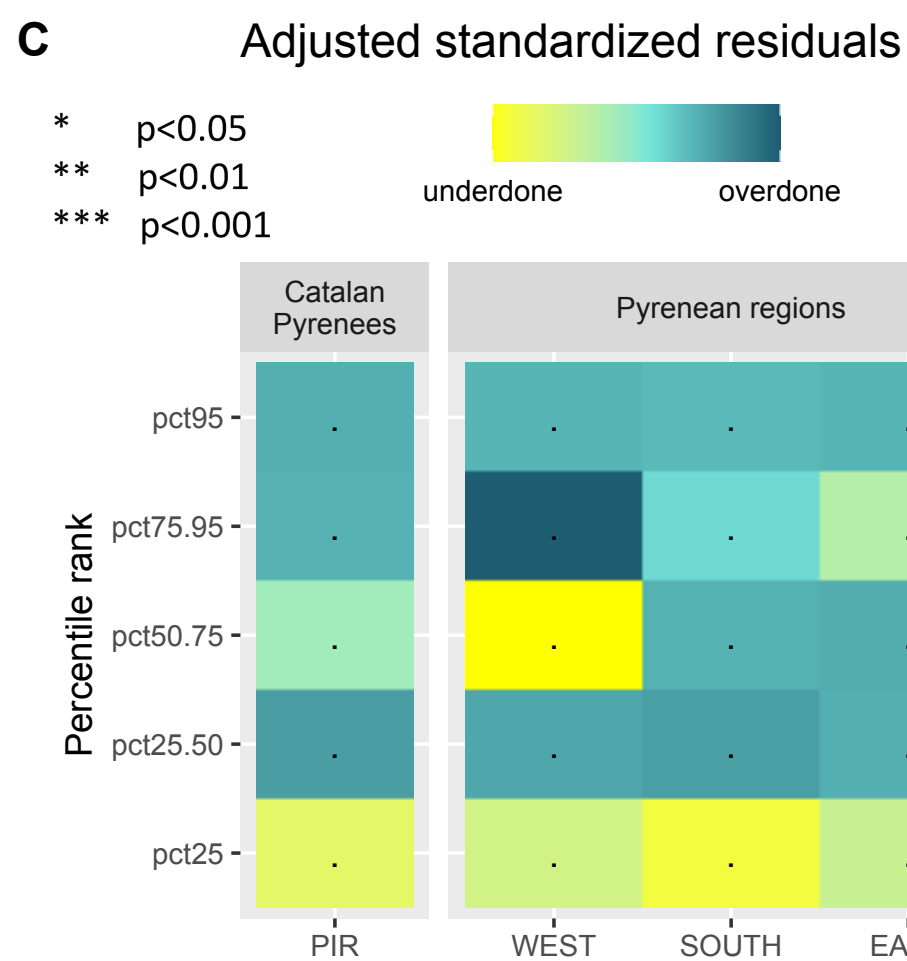 C
Adjusted standardized residuals
* p<0.05
** p<0.01
*** p<0.001
underdone overdone
Catalan
Pyrenees
Pyrenean regions
Percentile rank
pct95
pct75.95
pct50.75
pct25.50
pct25
PIR WEST SOUTH EA